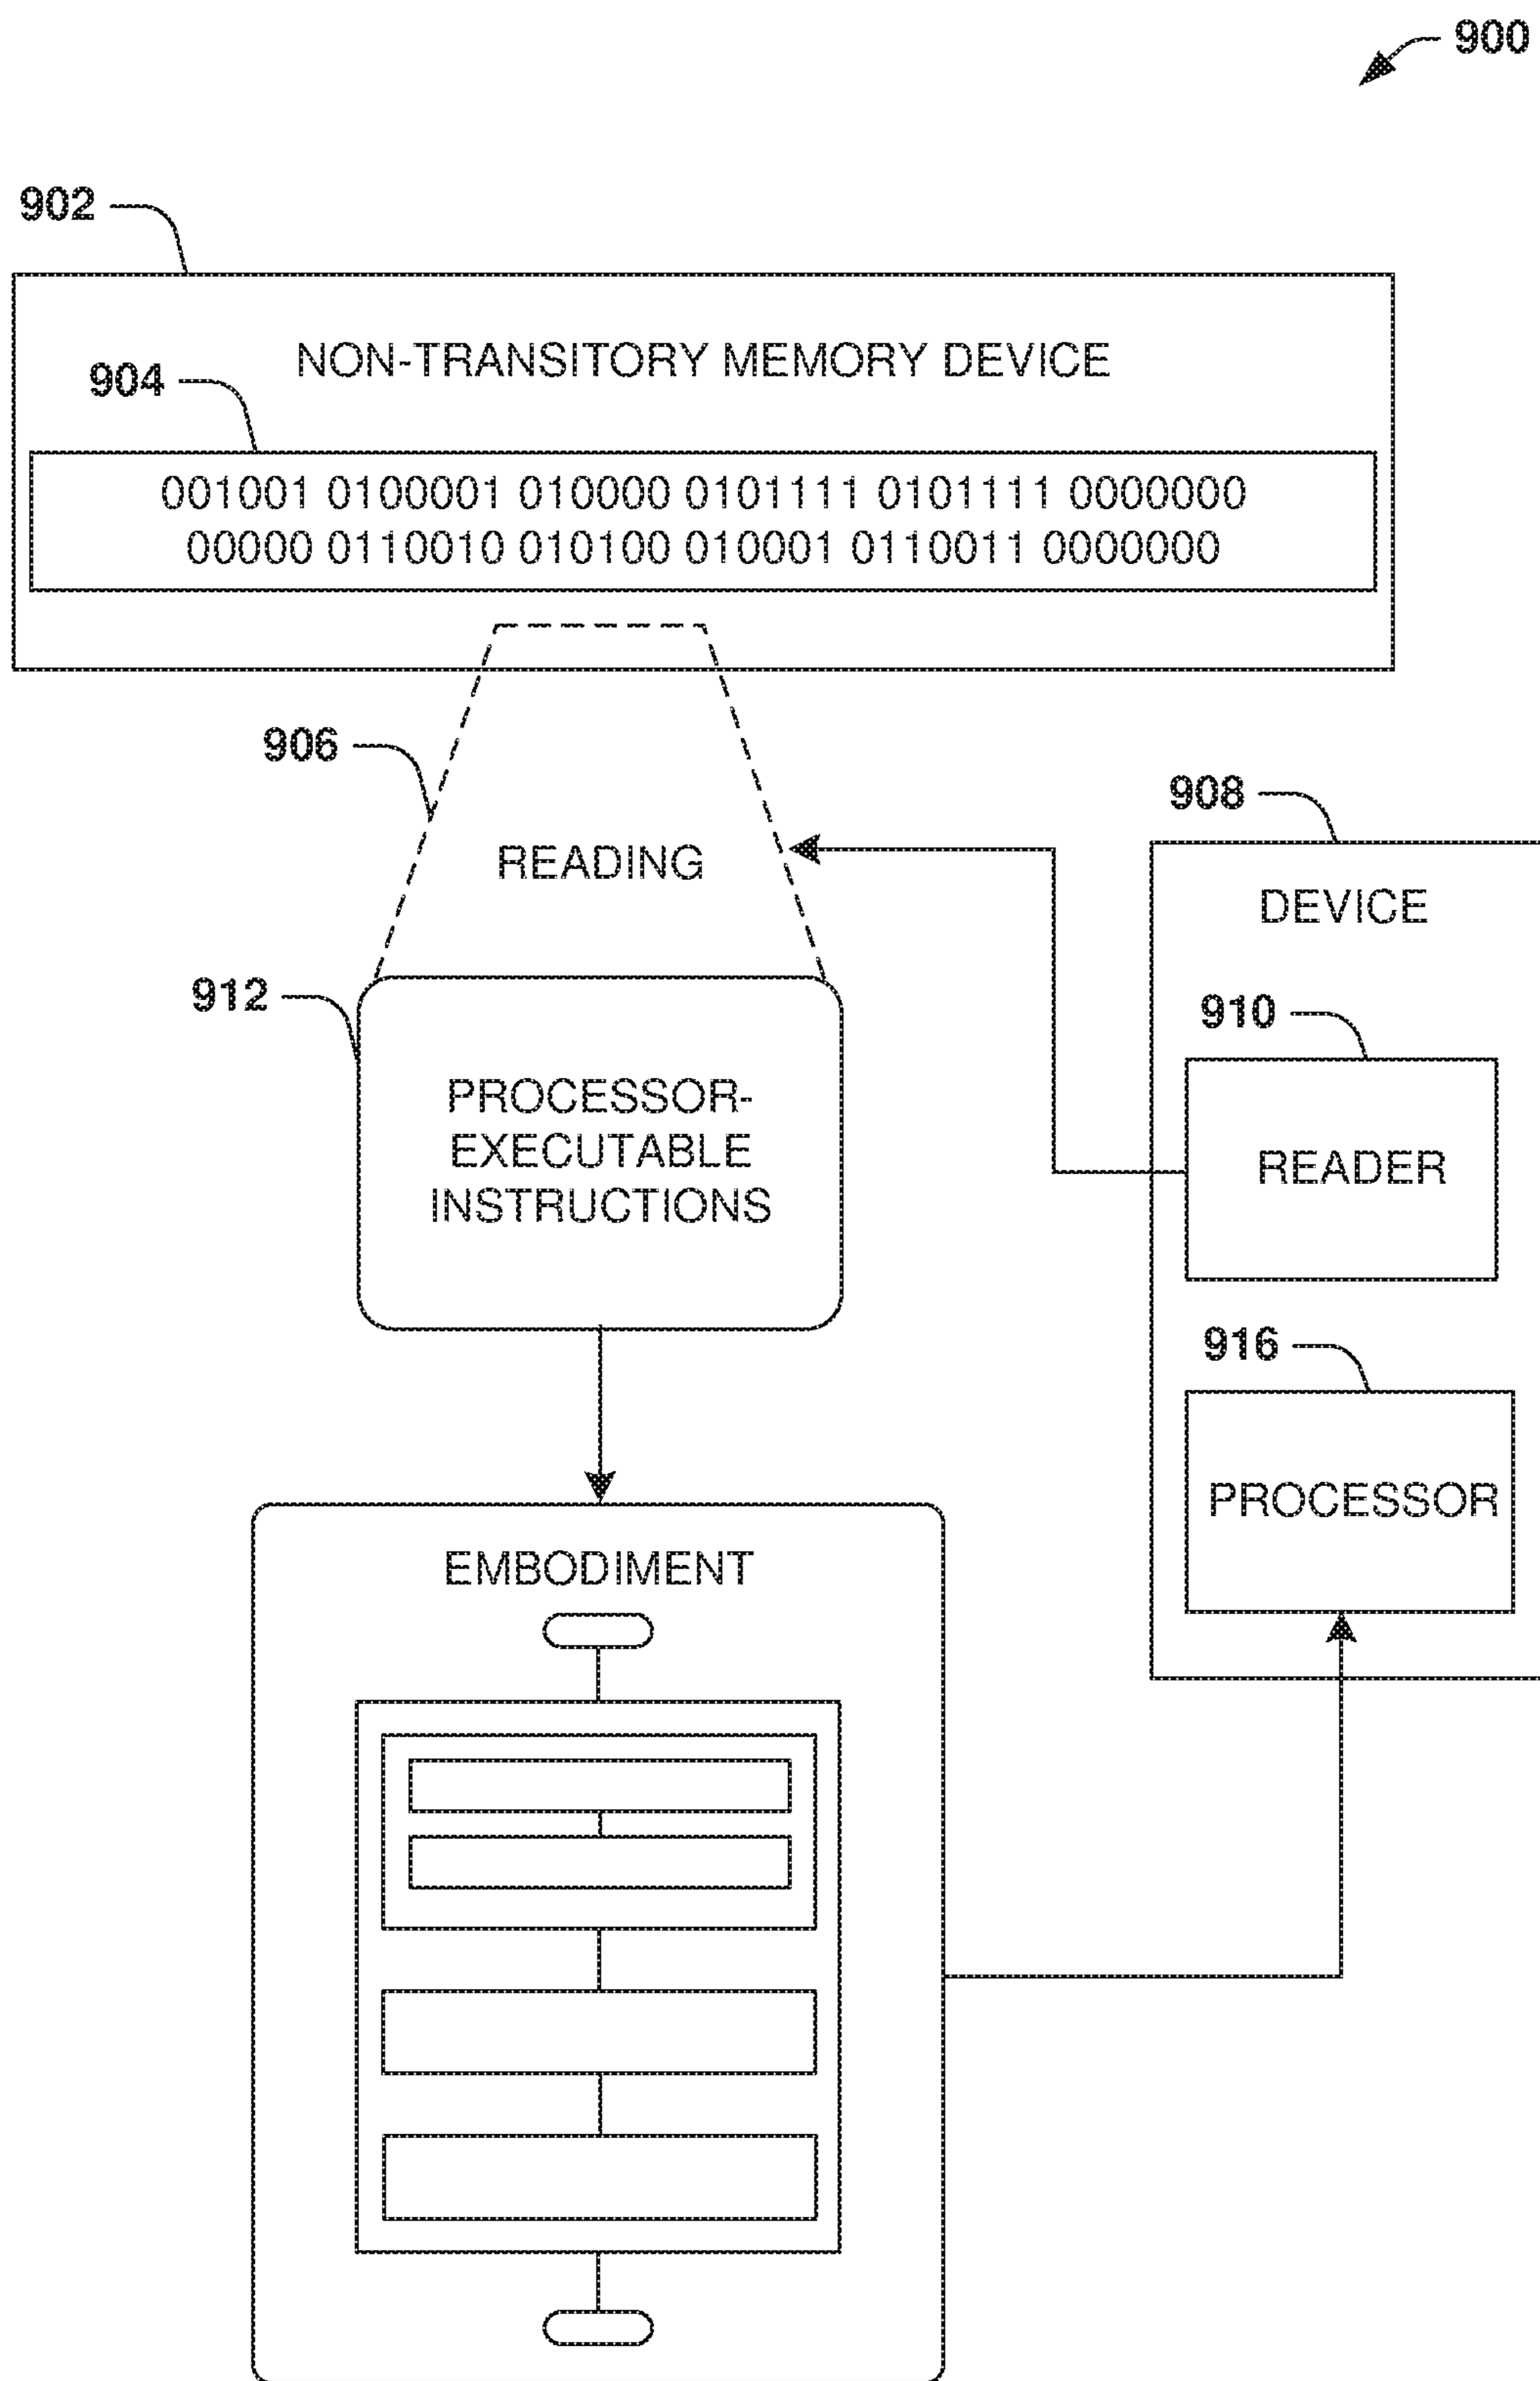 900
902
NON-TRANSITORY MEMORY DEVICE
904
001001 0100001 010000 0101111 0101111 0000000
00000 0110010 010100 010001 0110011 0000000
906
READING
908
DEVICE
912
PROCESSOR-
EXECUTABLE
INSTRUCTIONS
910
READER
916
PROCESSOR
EMBODIMENT